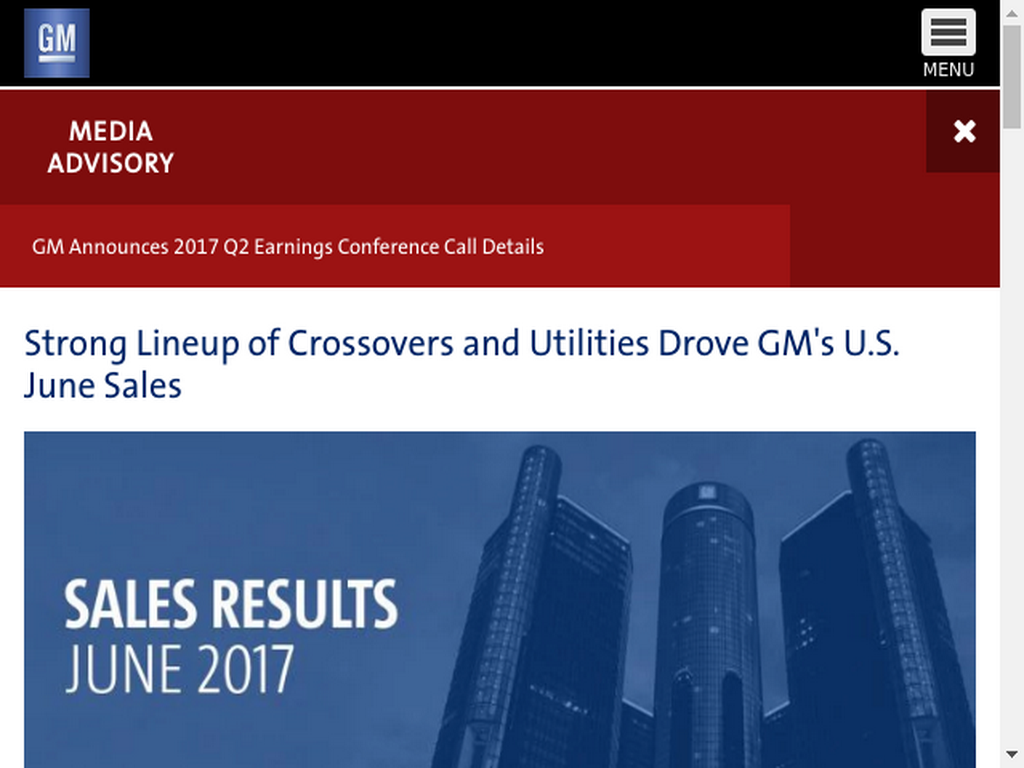 GM
MENU
MEDIA
ADVISORY
GM Announces 2017 Q2 Earnings Conference Call Details
Strong Lineup of Crossovers and Utilities Drove GM's U.S.
June Sales
SALES RESULTS
JUNE 2017